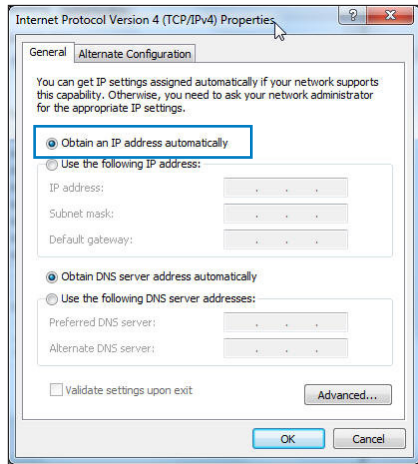 Internet Protocol Version 4 (TCP/IPv4) Properties
General
Alternate Configuration
You can get IP settings assigned automatically if your network supports
this capability. Otherwise, you need to ask your network administrator
for the appropriate IP settings.
Obtain an IP address automatically
Use the following IP address:
IP address:
Subnet mask:
Default gateway:
Obtain DNS server address automatically
Use the following DNS server addresses:
Preferred DNS server:
Alternate DNS server:
Validate settings upon exit
Advanced...
OK
Cancel